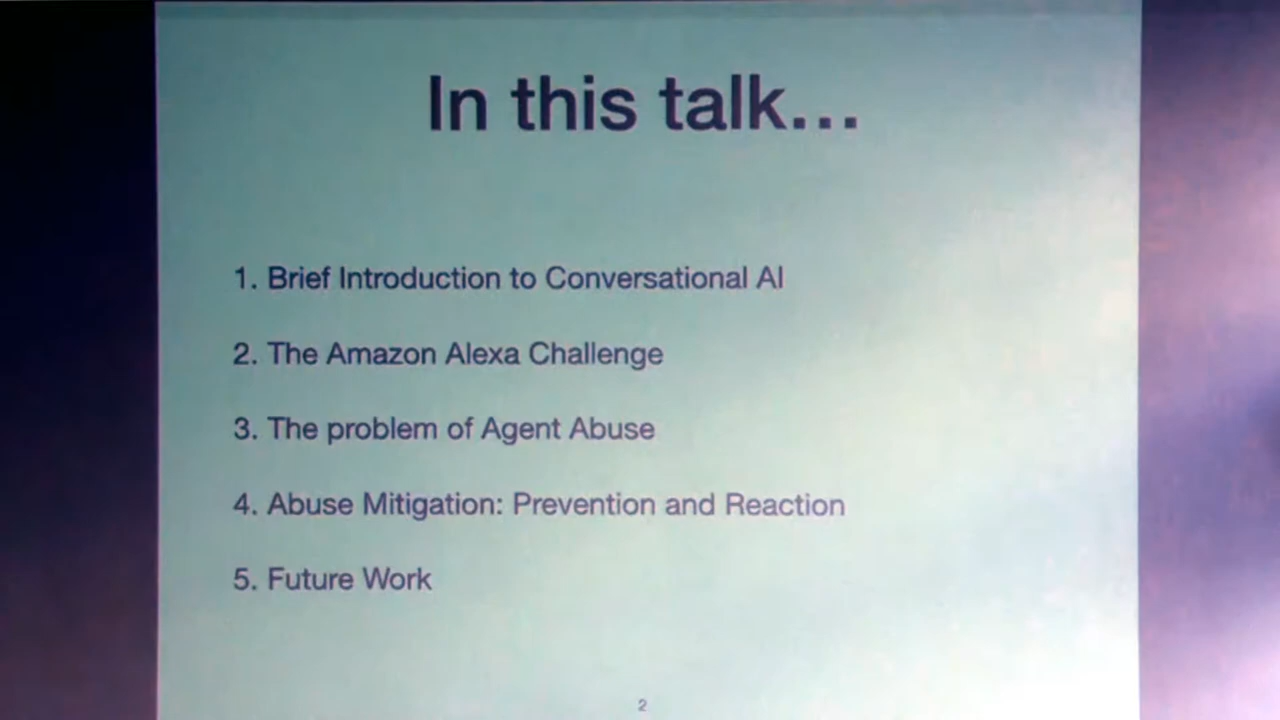 In this talk...
1. Brief Introduction to Conversational AI
2. The Amazon Alexa Challenge
3. The problem of Agent Abuse
4. Abuse Mitigation: Prevention and Reaction
5. Future Work
2